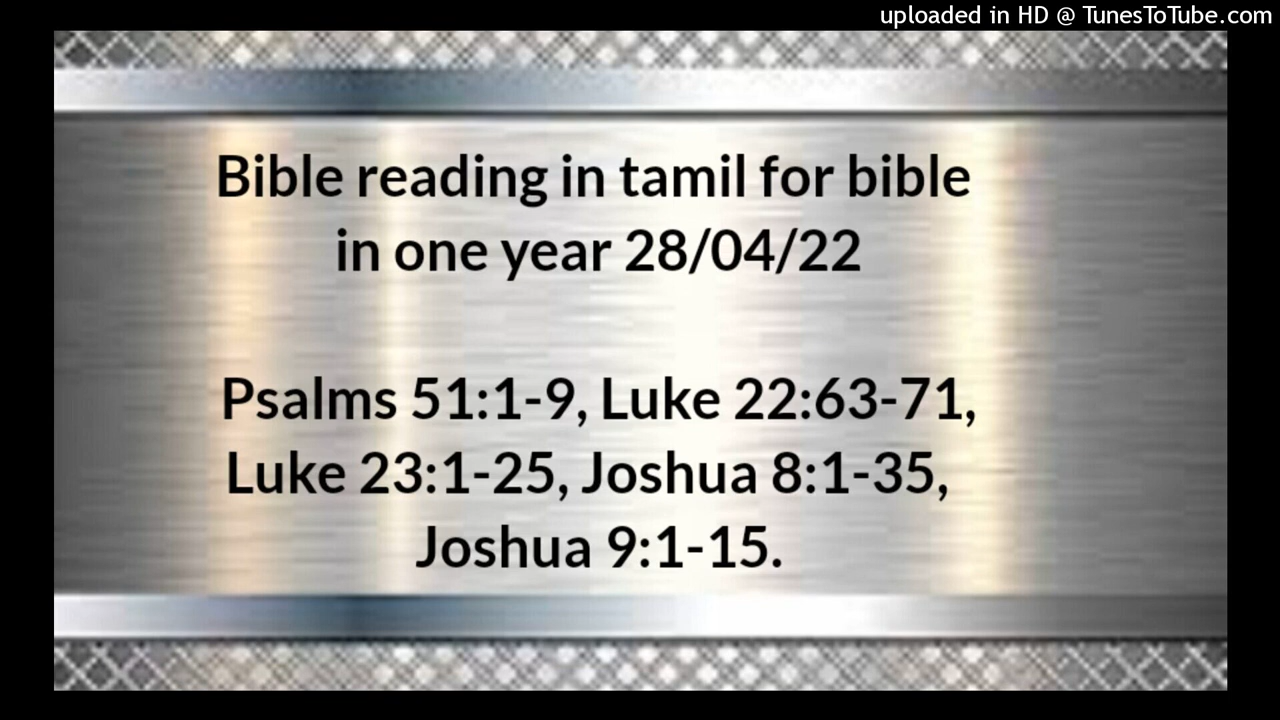 uploaded in HD @ TunesToTube.com
Bible reading in tamil for bible
in one year 28/04/22
Psalms 51:1-9, Luke 22:63-71,
Luke 23:1-25, Joshua 8:1-35,
Joshua 9:1-15.